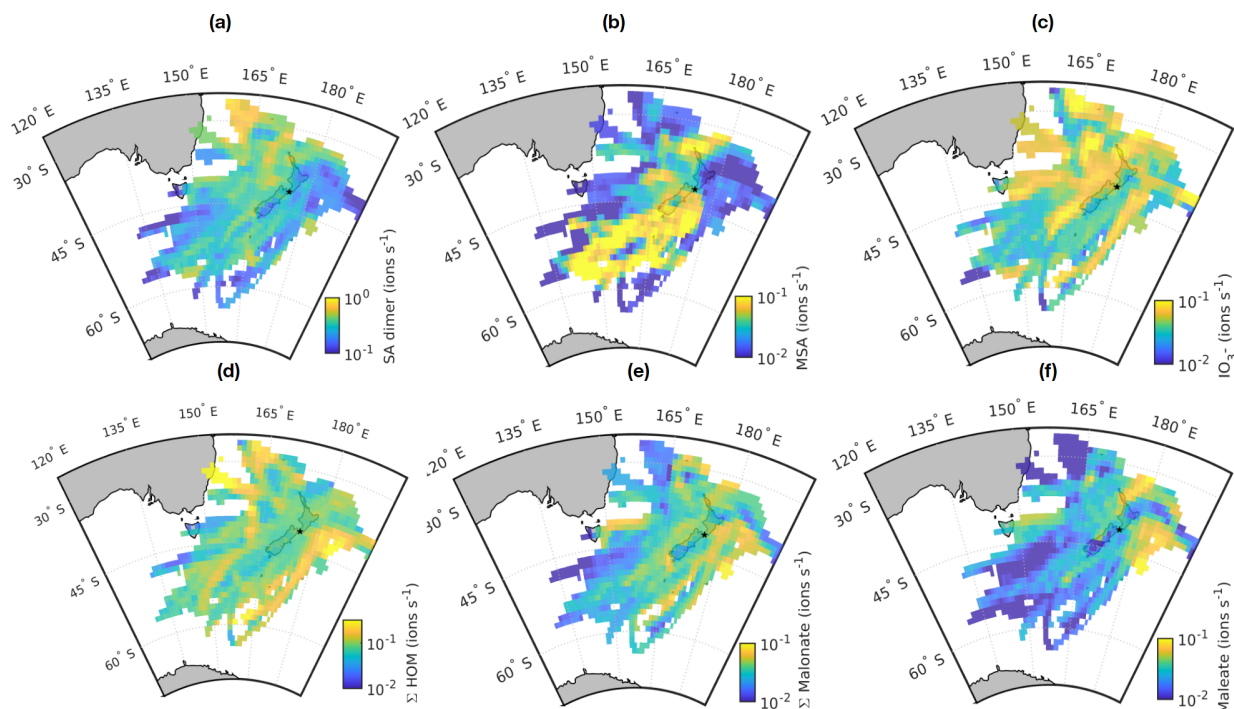 (a)
(b)
(c)
120° E
135° E
150° E
165° E
180° E
30° S
45° S
60° S
10⁰
10⁻¹
SA dimer (ions s⁻¹)
120° E
135° E
150° E
165° E
180° E
30° S
45° S
60° S
10⁻¹
10⁻²
MSA (ions s⁻¹)
120° E
135° E
150° E
165° E
180° E
30° S
45° S
60° S
10⁻¹
10⁻²
IO₃- (ions s⁻¹)
(d)
(e)
(f)
120° E
135° E
150° E
165° E
180° E
30° S
45° S
60° S
10⁻¹
10⁻²
Σ HOM (ions s⁻¹)
20° E
135° E
150° E
165° E
180° E
30° S
45° S
60° S
10⁻¹
10⁻²
Σ Malonate (ions s⁻¹)
120° E
135° E
150° E
165° E
180° E
30° S
45° S
60° S
10⁻¹
10⁻²
Maleate (ions s⁻¹)